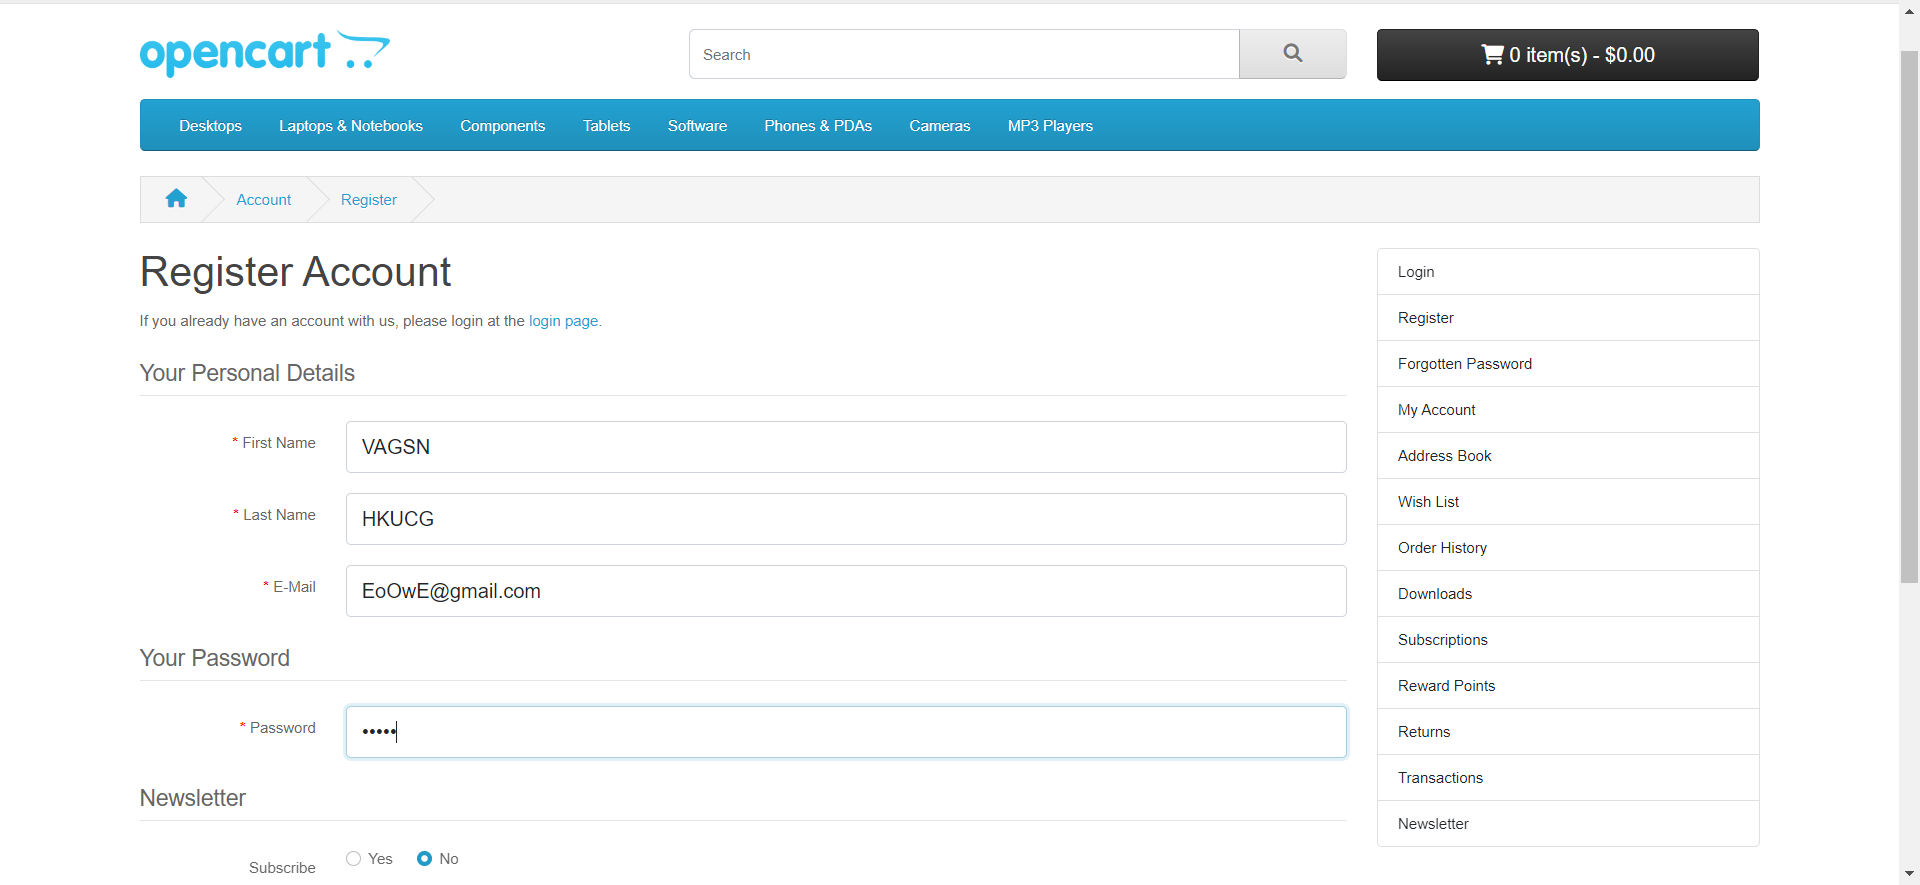 opencart
Search
0 item(s) - $0.00
Desktops Laptops & Notebooks Components Tablets Software Phones & PDAs Cameras MP3 Players
Account Register
Register Account
If you already have an account with us, please login at the login page.
Your Personal Details
* First Name VAGSN
* Last Name HKUCG
* E-Mail EoOwE@gmail.com
Your Password
* Password •••••
Newsletter
Subscribe Yes No
Login
Register
Forgotten Password
My Account
Address Book
Wish List
Order History
Downloads
Subscriptions
Reward Points
Returns
Transactions
Newsletter